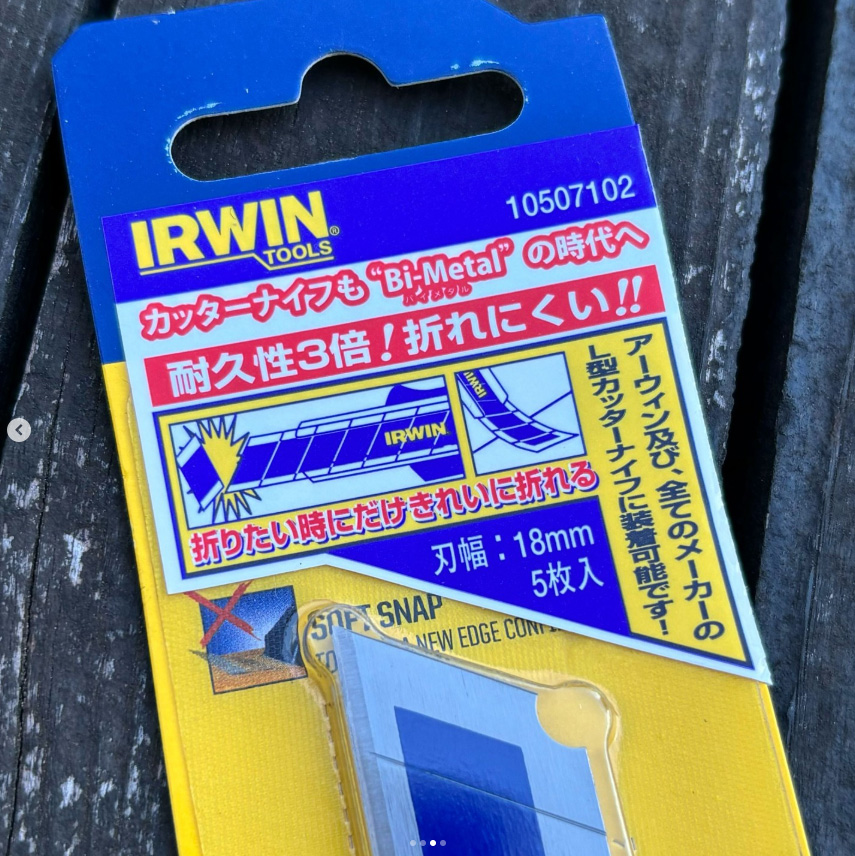 10507102
IRWIN®
TOOLS
カッターナイフも“Bi-Metal”の時代へ
バイメタル
耐久性3倍!折れにくい!!
IRWIN
IRWIN
折りたい時にだけきれいに折れる
アーウィン及び、全てのメーカーの
L型カッターナイフに装着可能です!
刃幅:18mm
5枚入
SOFT SNAP
NEW EDGE